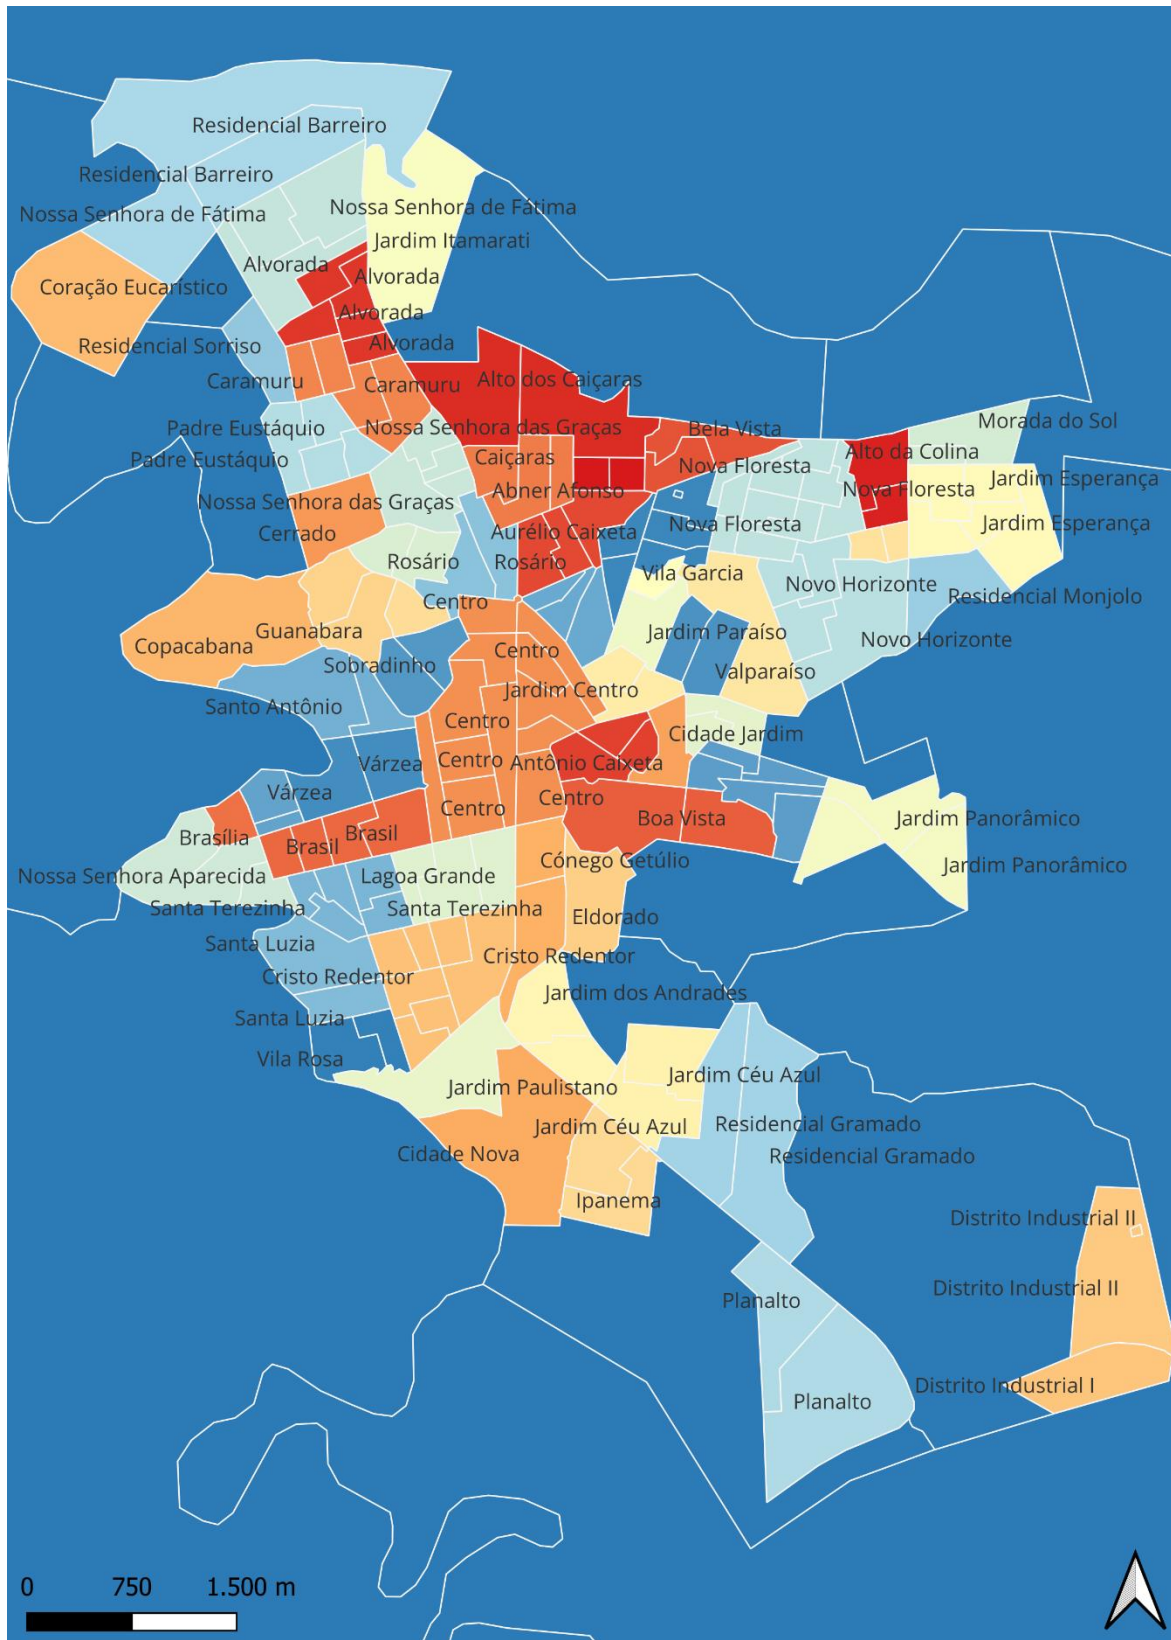 Residencial Barreiro
Residencial Barreiro
Nossa Senhora de Fátima
Nossa Senhora de Fátima
Jardim Itamarati
Alvorada
Alvorada
Coração Eucarístico
Alvorada
Alvorada
Residencial Sorriso
Caramuru
Caramuru
Alto dos Caiçaras
Morada do Sol
Padre Eustáquio
Nossa Senhora das Graças
Bela Vista
Alto da Colina
Padre Eustáquio
Caiçaras
Nova Floresta
Jardim Esperança
Abner Afonso
Nova Floresta
Nossa Senhora das Graças
Cerrado
Aurélio Caixeta
Nova Floresta
Jardim Esperança
Rosário
Rosário
Vila Garcia
Novo Horizonte
Residencial Monjolo
Centro
Guanabara
Jardim Paraíso
Novo Horizonte
Copacabana
Centro
Sobradinho
Valparaíso
Jardim Centro
Santo Antônio
Centro
Cidade Jardim
Várzea
Centro
Antônio Caixeta
Várzea
Centro
Centro
Boa Vista
Jardim Panorâmico
Brasília
Brasil
Brasil
Cónego Getúlio
Jardim Panorâmico
Nossa Senhora Aparecida
Lagoa Grande
Santa Terezinha
Santa Terezinha
Eldorado
Santa Luzia
Cristo Redentor
Cristo Redentor
Jardim dos Andrades
Santa Luzia
Vila Rosa
Jardim Paulistano
Jardim Céu Azul
Jardim Céu Azul
Residencial Gramado
Cidade Nova
Residencial Gramado
Ipanema
Distrito Industrial II
Distrito Industrial II
Planalto
Distrito Industrial I
Planalto
0 750 1.500 m